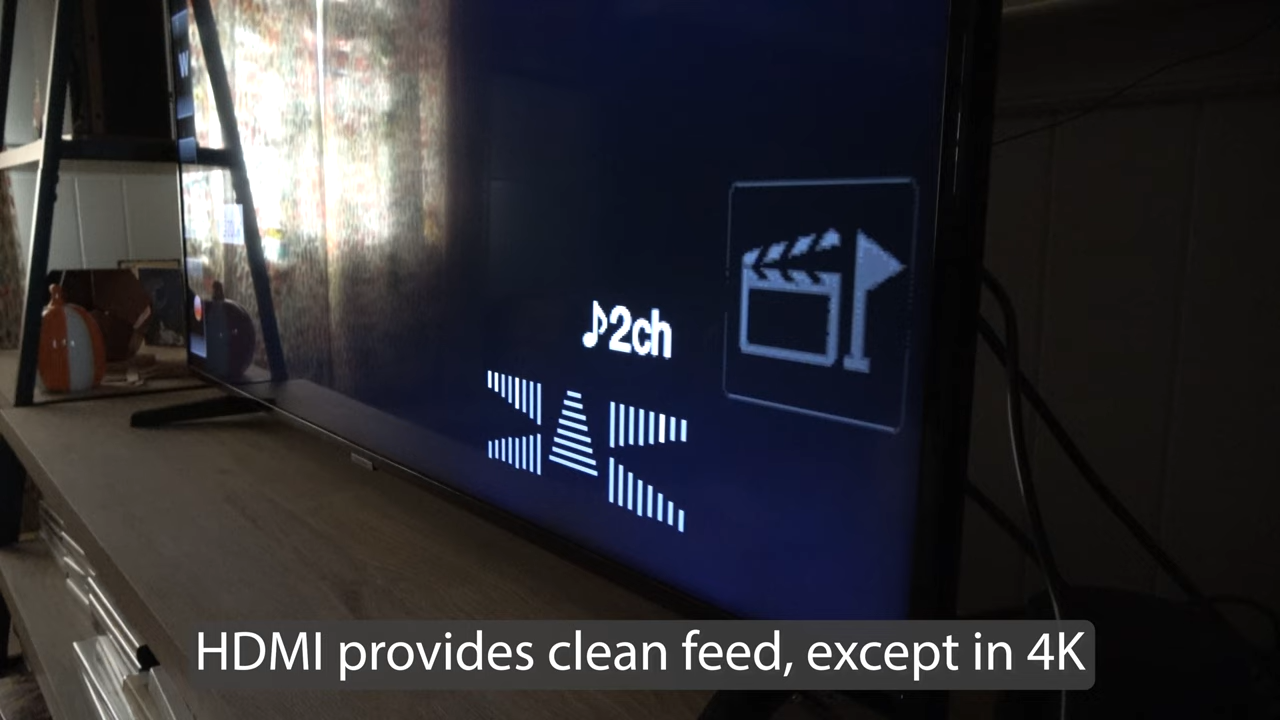 W
♪2ch
HDMI provides clean feed, except in 4K